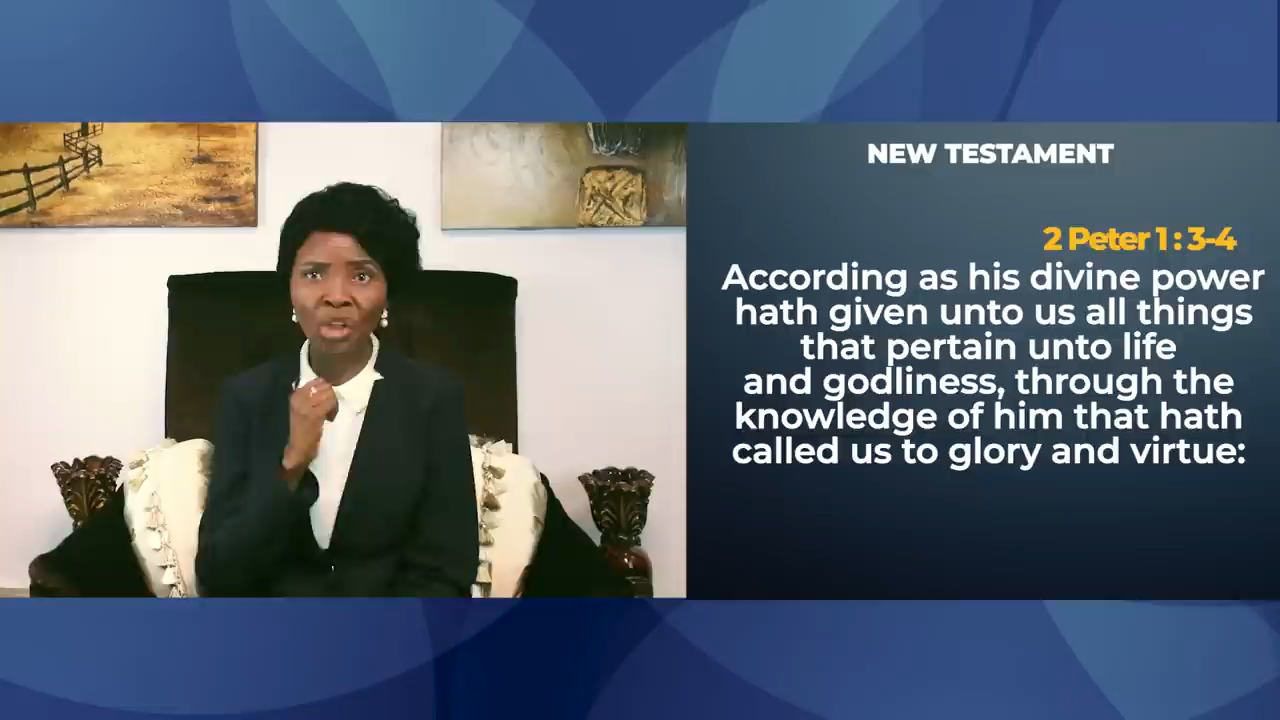 NEW TESTAMENT
2 Peter 1 : 3-4
According as his divine power
hath given unto us all things
that pertain unto life
and godliness, through the
knowledge of him that hath
called us to glory and virtue: